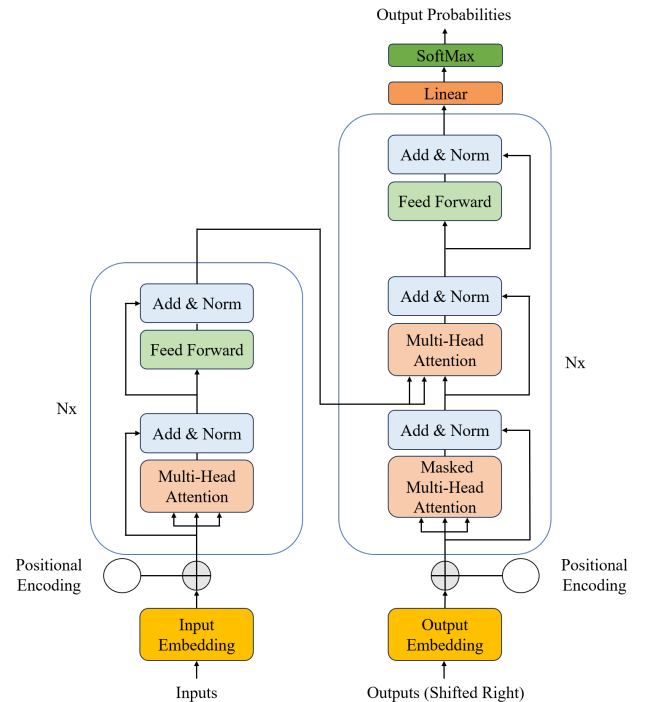 Output Probabilities
SoftMax
Linear
Add & Norm
Feed Forward
Add & Norm
Multi-Head
Attention
Nx
Add & Norm
Masked
Multi-Head
Attention
Positional
Encoding
Output
Embedding
Outputs (Shifted Right)
Add & Norm
Feed Forward
Nx
Add & Norm
Multi-Head
Attention
Positional
Encoding
Input
Embedding
Inputs